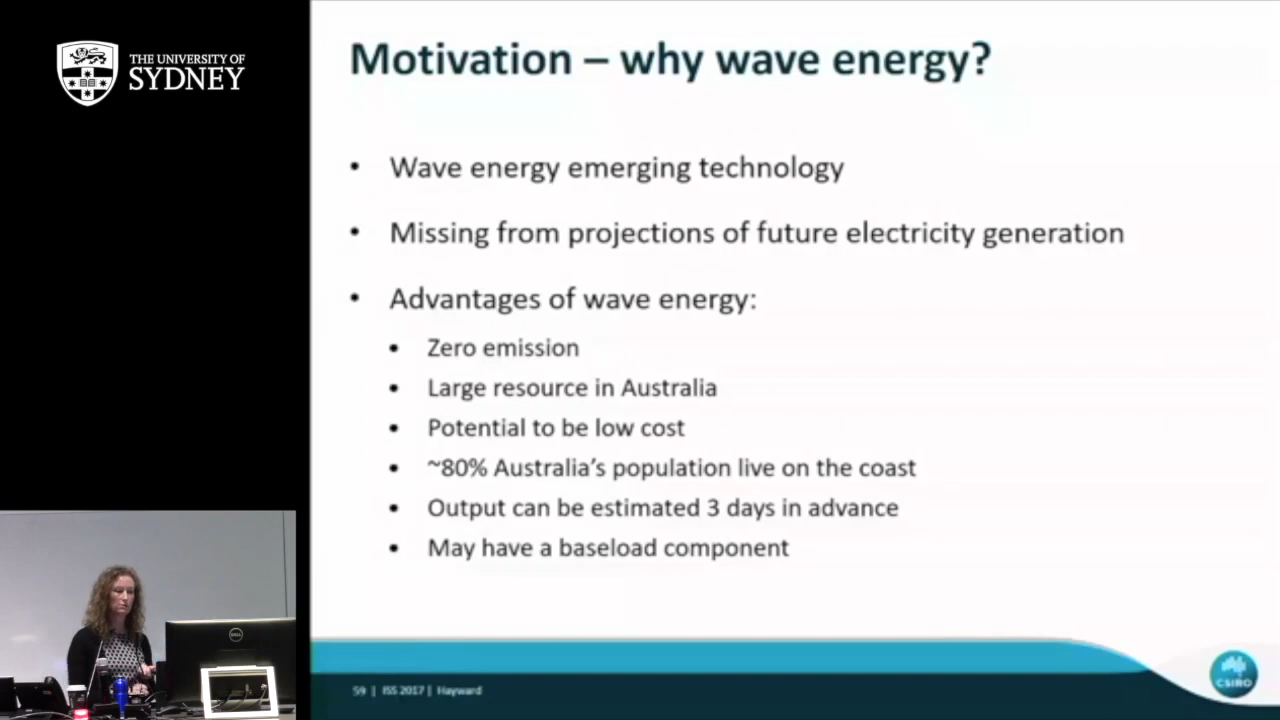 THE UNIVERSITY OF
SYDNEY
Motivation – why wave energy?
• Wave energy emerging technology
• Missing from projections of future electricity generation
• Advantages of wave energy:
• Zero emission
• Large resource in Australia
• Potential to be low cost
• ~80% Australia's population live on the coast
• Output can be estimated 3 days in advance
• May have a baseload component
DELL
59 | ISS 2017 | Hayward
CSIRO